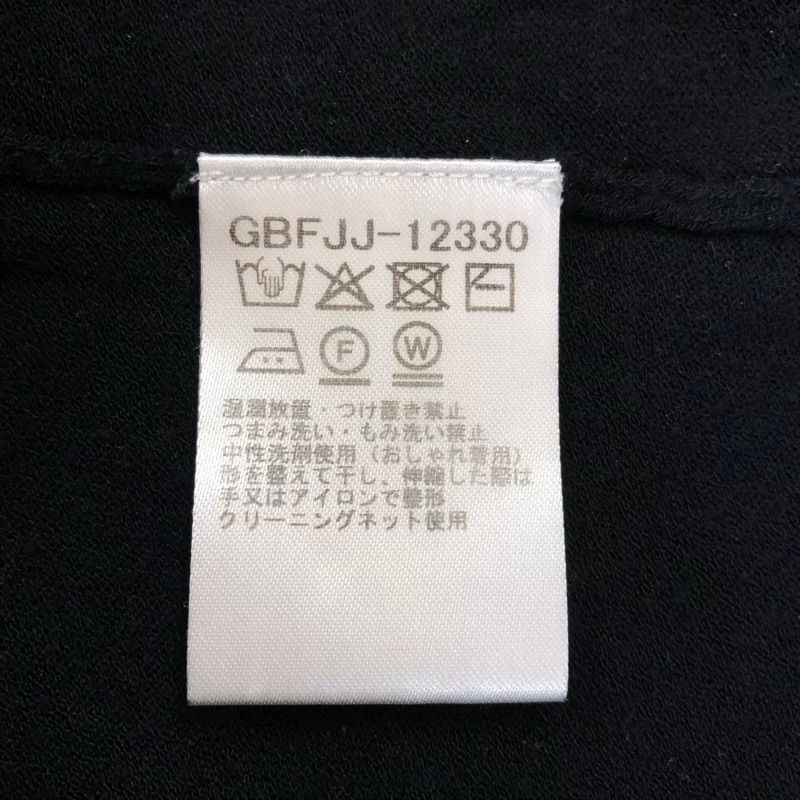 GBFJJ-12330
F W
湿潤放置・つけ置き禁止
つまみ洗い・もみ洗い禁止
中性洗剤使用（おしゃれ着用）
形を整えて干し、伸縮した際は
手又はアイロンで整形
クリーニングネット使用